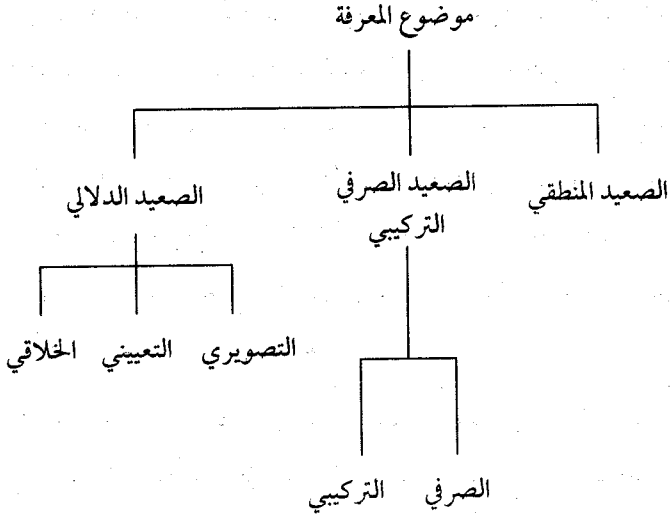 موضوع المعرفة
الصعيد المنطقي
الصعيد الصرفي
التركيبي
الصعيد الدلالي
التصويري
التعييني
الخلاقي
الصرفي
التركيبي